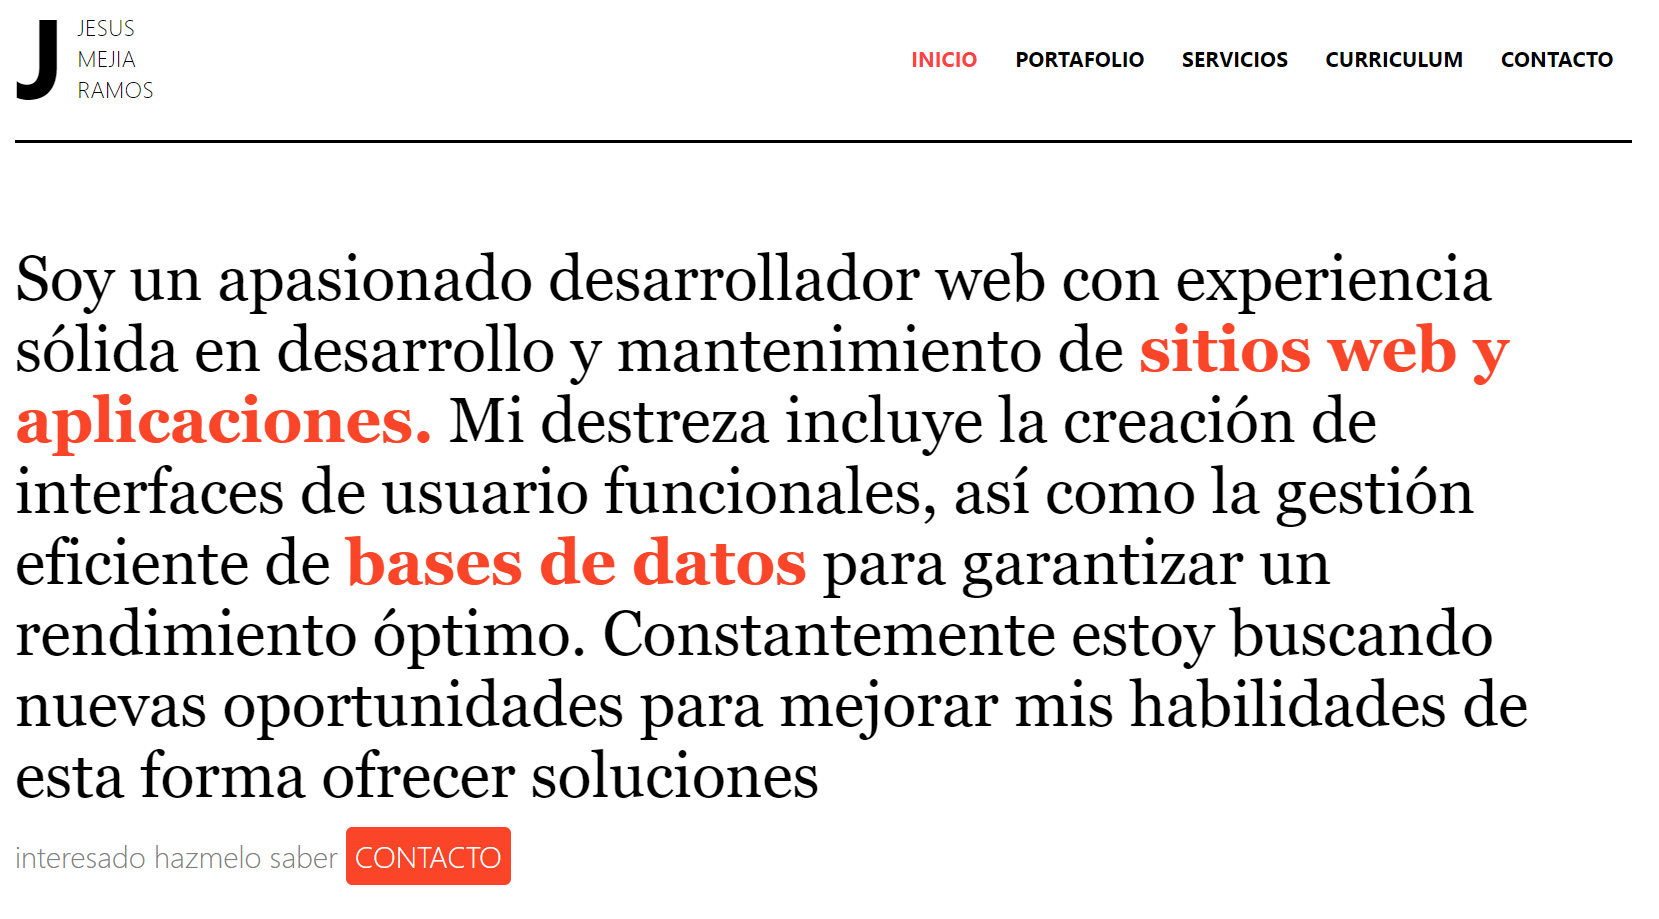 J
JESUS
MEJIA
RAMOS
INICIO PORTAFOLIO SERVICIOS CURRICULUM CONTACTO
Soy un apasionado desarrollador web con experiencia
sólida en desarrollo y mantenimiento de sitios web y
aplicaciones. Mi destreza incluye la creación de
interfaces de usuario funcionales, así como la gestión
eficiente de bases de datos para garantizar un
rendimiento óptimo. Constantemente estoy buscando
nuevas oportunidades para mejorar mis habilidades de
esta forma ofrecer soluciones
interesado hazmelo saber CONTACTO